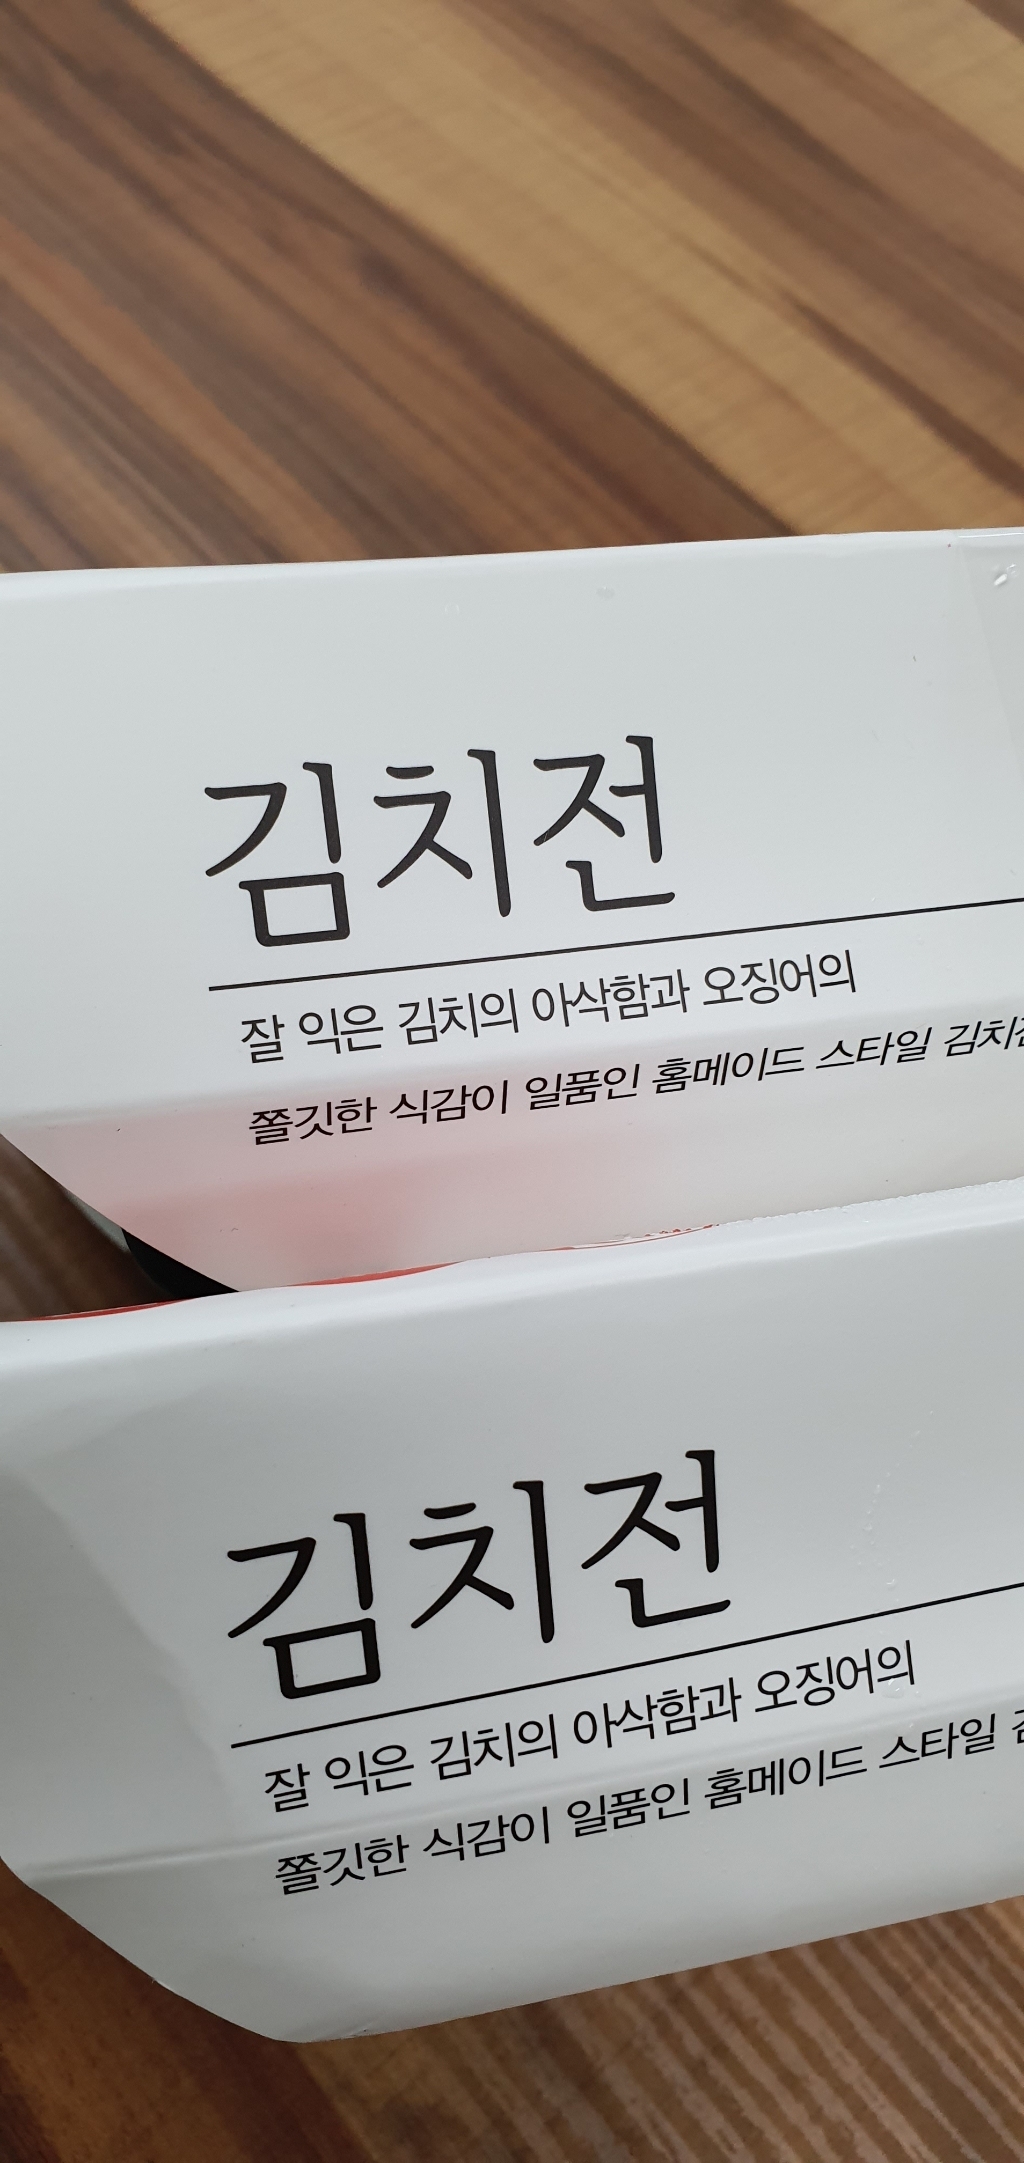 김치전
잘 익은 김치의 아삭함과 오징어의
쫄깃한 식감이 일품인 홈메이드 스타일 김치전
김치전
잘 익은 김치의 아삭함과 오징어의
쫄깃한 식감이 일품인 홈메이드 스타일